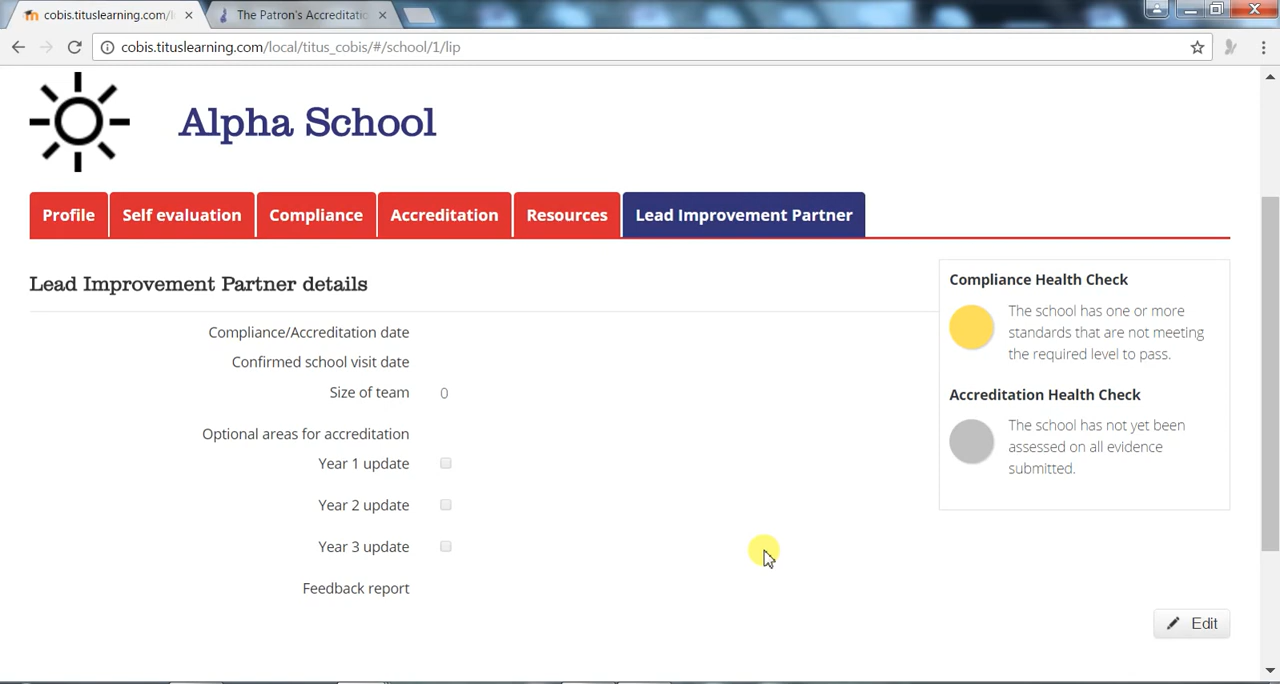 cobis.tituslearning.com/l
The Patron's Accreditatio
cobis.tituslearning.com/local/titus_cobis/#/school/1/lip
Alpha School
Profile
Self evaluation
Compliance
Accreditation
Resources
Lead Improvement Partner
Lead Improvement Partner details
Compliance/Accreditation date
Confirmed school visit date
Size of team 0
Optional areas for accreditation
Year 1 update
Year 2 update
Year 3 update
Feedback report
Compliance Health Check
The school has one or more
standards that are not meeting
the required level to pass.
Accreditation Health Check
The school has not yet been
assessed on all evidence
submitted.
Edit